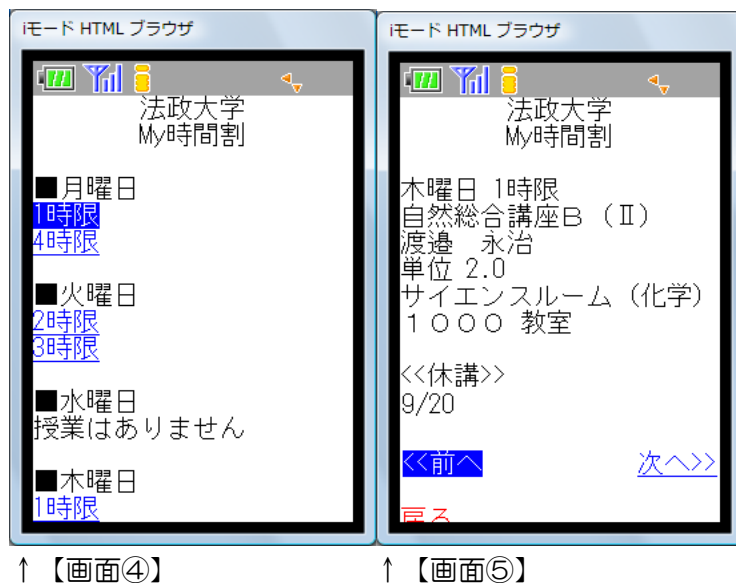 iモード HTML ブラウザ
法政大学
My時間割
■月曜日
1時限
4時限
■火曜日
2時限
3時限
■水曜日
授業はありません
■木曜日
1時限
↑【画面④】
iモード HTML ブラウザ
法政大学
My時間割
木曜日 1時限
自然総合講座B（Ⅱ）
渡邉　永治
単位 2.0
サイエンスルーム（化学）
１０００ 教室
<<休講>>
9/20
<<前へ 次へ>>
戻る
↑【画面⑤】